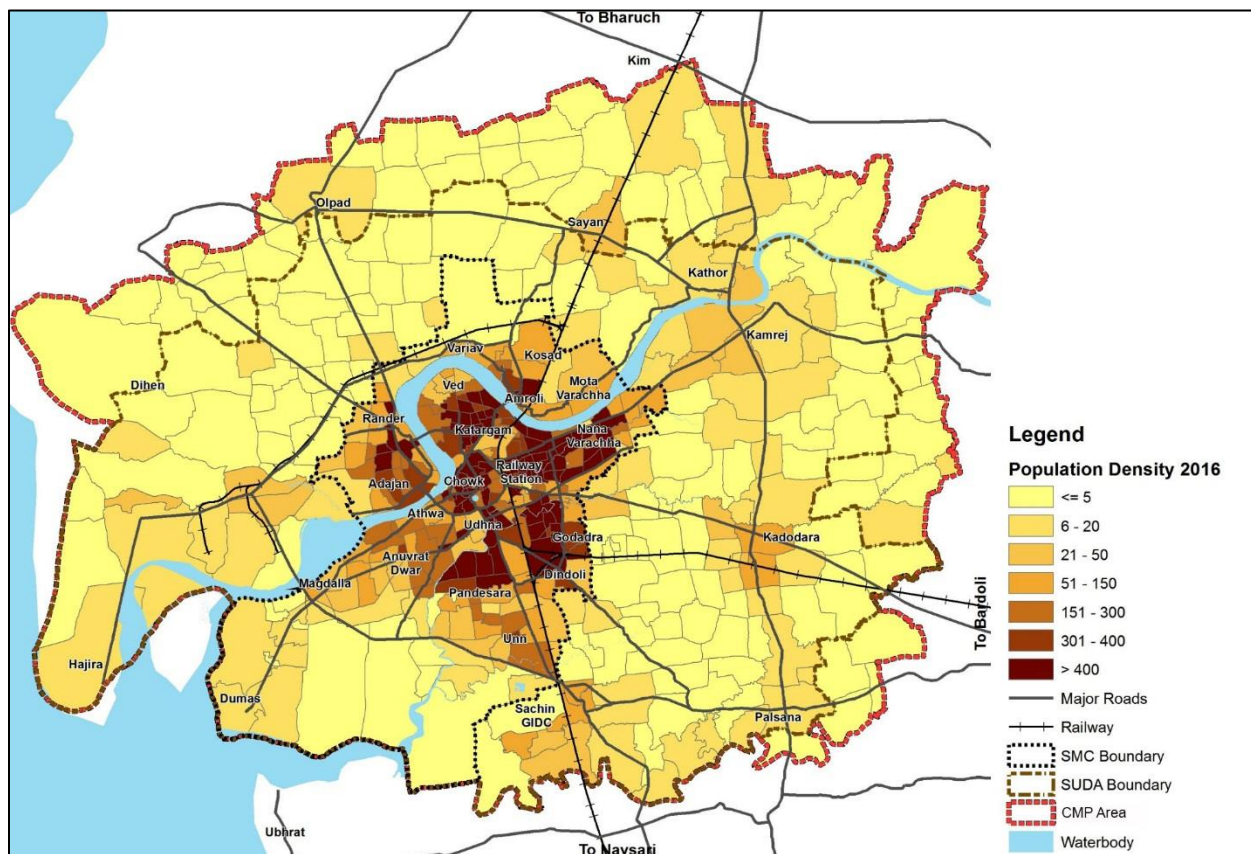 To Bharuch
Kim
Olpad
Sayan
Kathor
Kamrej
Variav
Kosad
Dihen
Ved
Mota
Varachha
Amroli
Rander
Katargam
Nana
Varachha
Railway
Station
Adajan
Chowk
Athwa
Udhna
Godadra
Kadodara
Anuvrat
Dwar
Dindoli
Magdalla
Pandesara
To Bardoli
Unn
Hajira
Dumas
Sachin
GIDC
Palsana
Ubhrat
To Navsari
Legend
Population Density 2016
<= 5
6 - 20
21 - 50
51 - 150
151 - 300
301 - 400
> 400
Major Roads
Railway
SMC Boundary
SUDA Boundary
CMP Area
Waterbody